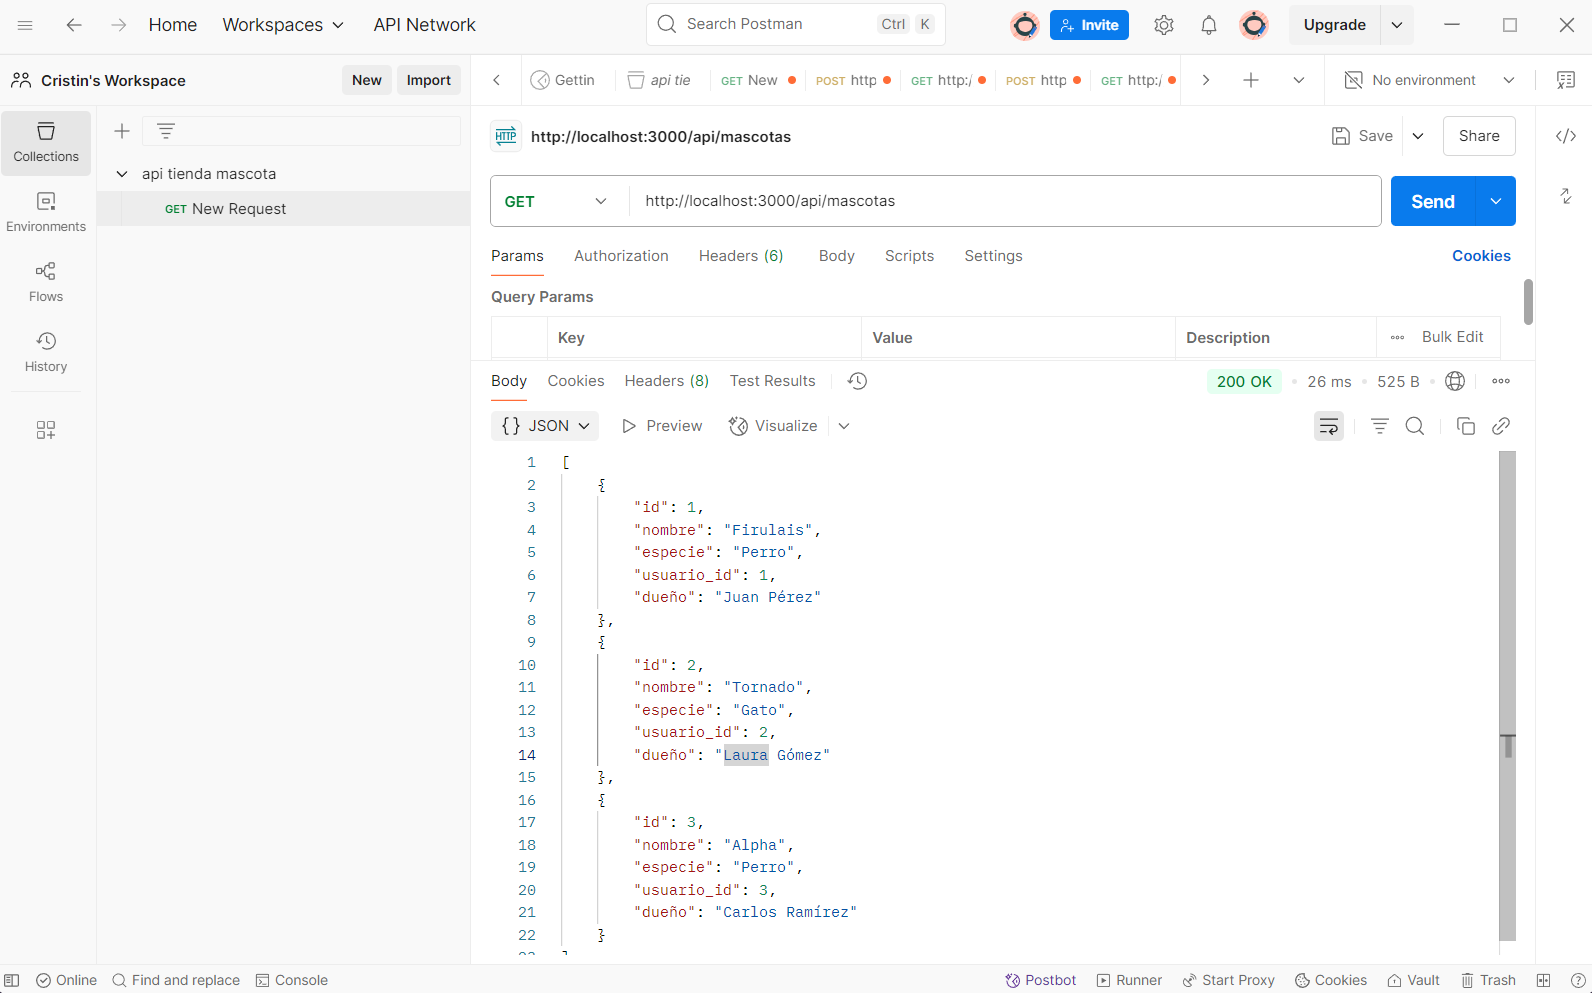 Home Workspaces API Network Search Postman Ctrl K Invite Upgrade
Cristin's Workspace New Import Gettin api tie GET New POST http GET http:/ POST http GET http:/ No environment
Collections
Environments
Flows
History
api tienda mascota
GET New Request
HTTP http://localhost:3000/api/mascotas Save Share
GET http://localhost:3000/api/mascotas Send
Params Authorization Headers (6) Body Scripts Settings Cookies
Query Params
Key Value Description Bulk Edit
Body Cookies Headers (8) Test Results 200 OK 26 ms 525 B
{} JSON Preview Visualize
1 [
2 {
3 "id": 1,
4 "nombre": "Firulais",
5 "especie": "Perro",
6 "usuario_id": 1,
7 "dueño": "Juan Pérez"
8 },
9 {
10 "id": 2,
11 "nombre": "Tornado",
12 "especie": "Gato",
13 "usuario_id": 2,
14 "dueño": "Laura Gómez"
15 },
16 {
17 "id": 3,
18 "nombre": "Alpha",
19 "especie": "Perro",
20 "usuario_id": 3,
21 "dueño": "Carlos Ramírez"
22 }
Online Find and replace Console Postbot Runner Start Proxy Cookies Vault Trash